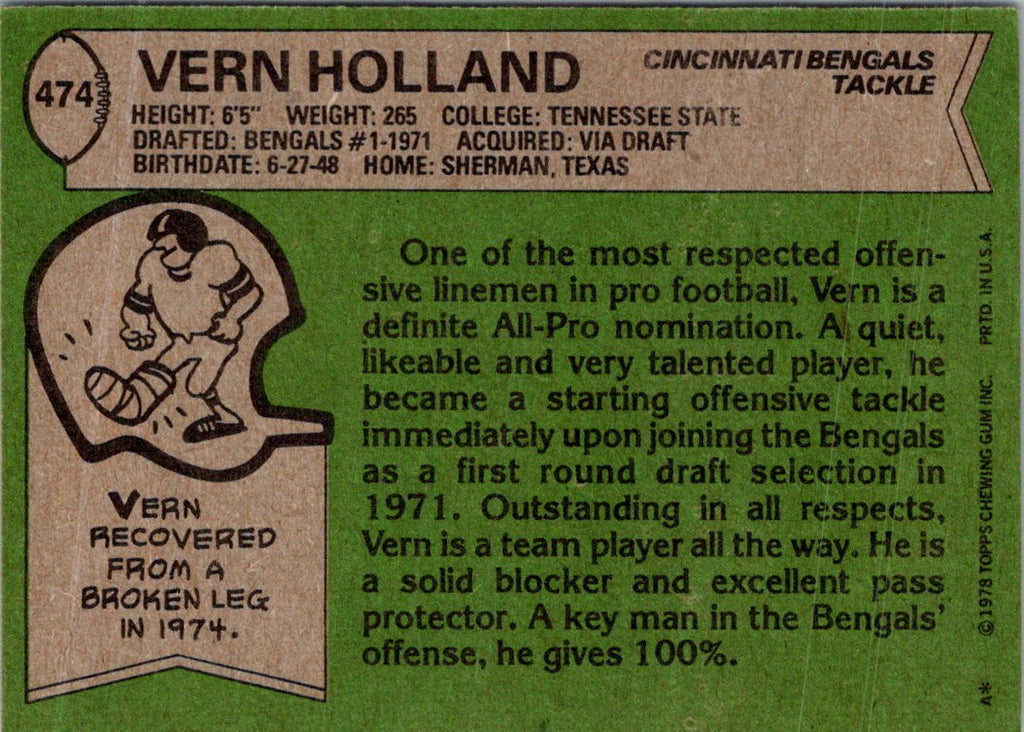 474
VERN HOLLAND
CINCINNATI BENGALS
TACKLE
HEIGHT: 6'5" WEIGHT: 265 COLLEGE: TENNESSEE STATE
DRAFTED: BENGALS #1-1971 ACQUIRED: VIA DRAFT
BIRTHDATE: 6-27-48 HOME: SHERMAN, TEXAS
One of the most respected offen-
sive linemen in pro football, Vern is a
definite All-Pro nomination. A quiet,
likeable and very talented player, he
became a starting offensive tackle
immediately upon joining the Bengals
as a first round draft selection in
1971. Outstanding in all respects,
Vern is a team player all the way. He is
a solid blocker and excellent pass
protector. A key man in the Bengals'
offense, he gives 100%.
VERN
RECOVERED
FROM A
BROKEN LEG
IN 1974.
A* © 1978 TOPPS CHEWING GUM INC. PRTD. IN U.S.A.